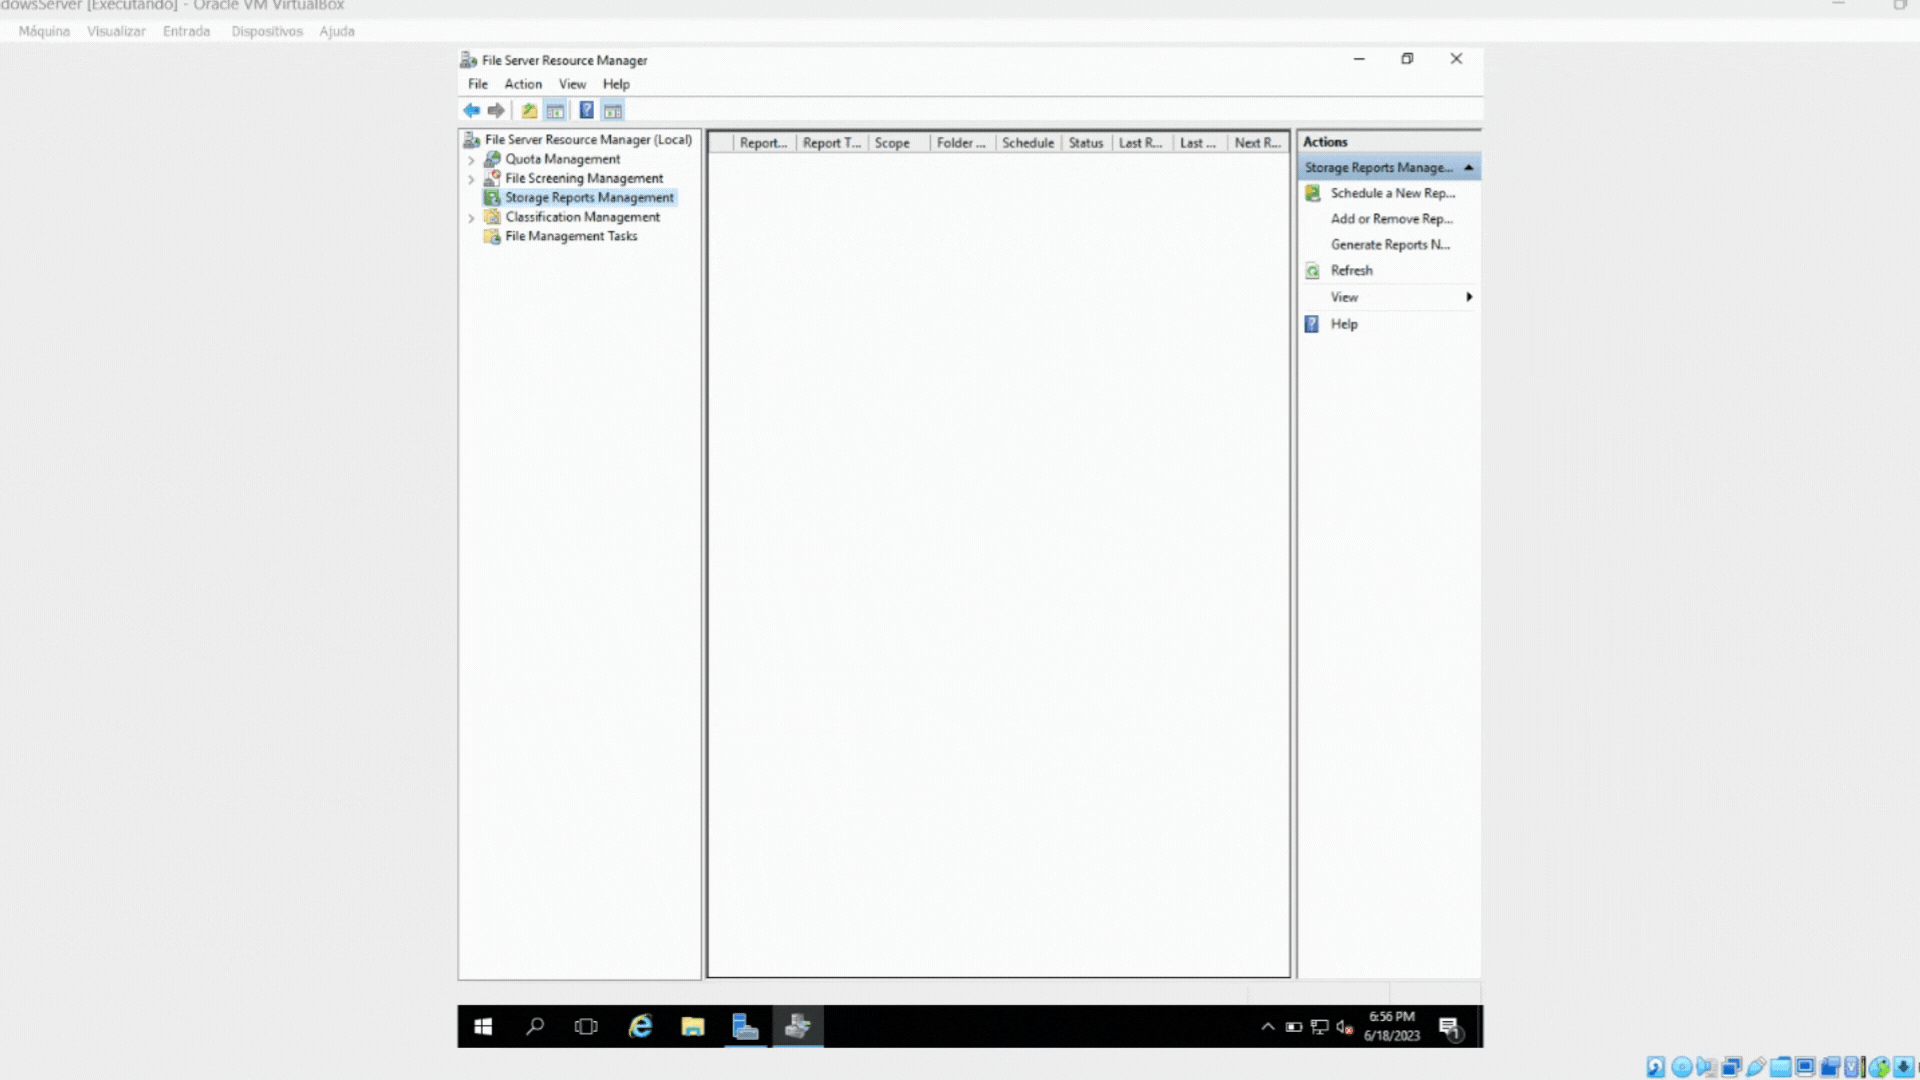 dowsServer [Executando] - Oracle VM VirtualBox
Máquina Visualizar Entrada Dispositivos Ajuda
File Server Resource Manager
File Action View Help
File Server Resource Manager (Local)
Quota Management
File Screening Management
Storage Reports Management
Classification Management
File Management Tasks
Report... Report T... Scope Folder ... Schedule Status Last R... Last ... Next R...
Actions
Storage Reports Manage...
Schedule a New Rep...
Add or Remove Rep...
Generate Reports N...
Refresh
View
Help
6:56 PM
6/18/2023
1